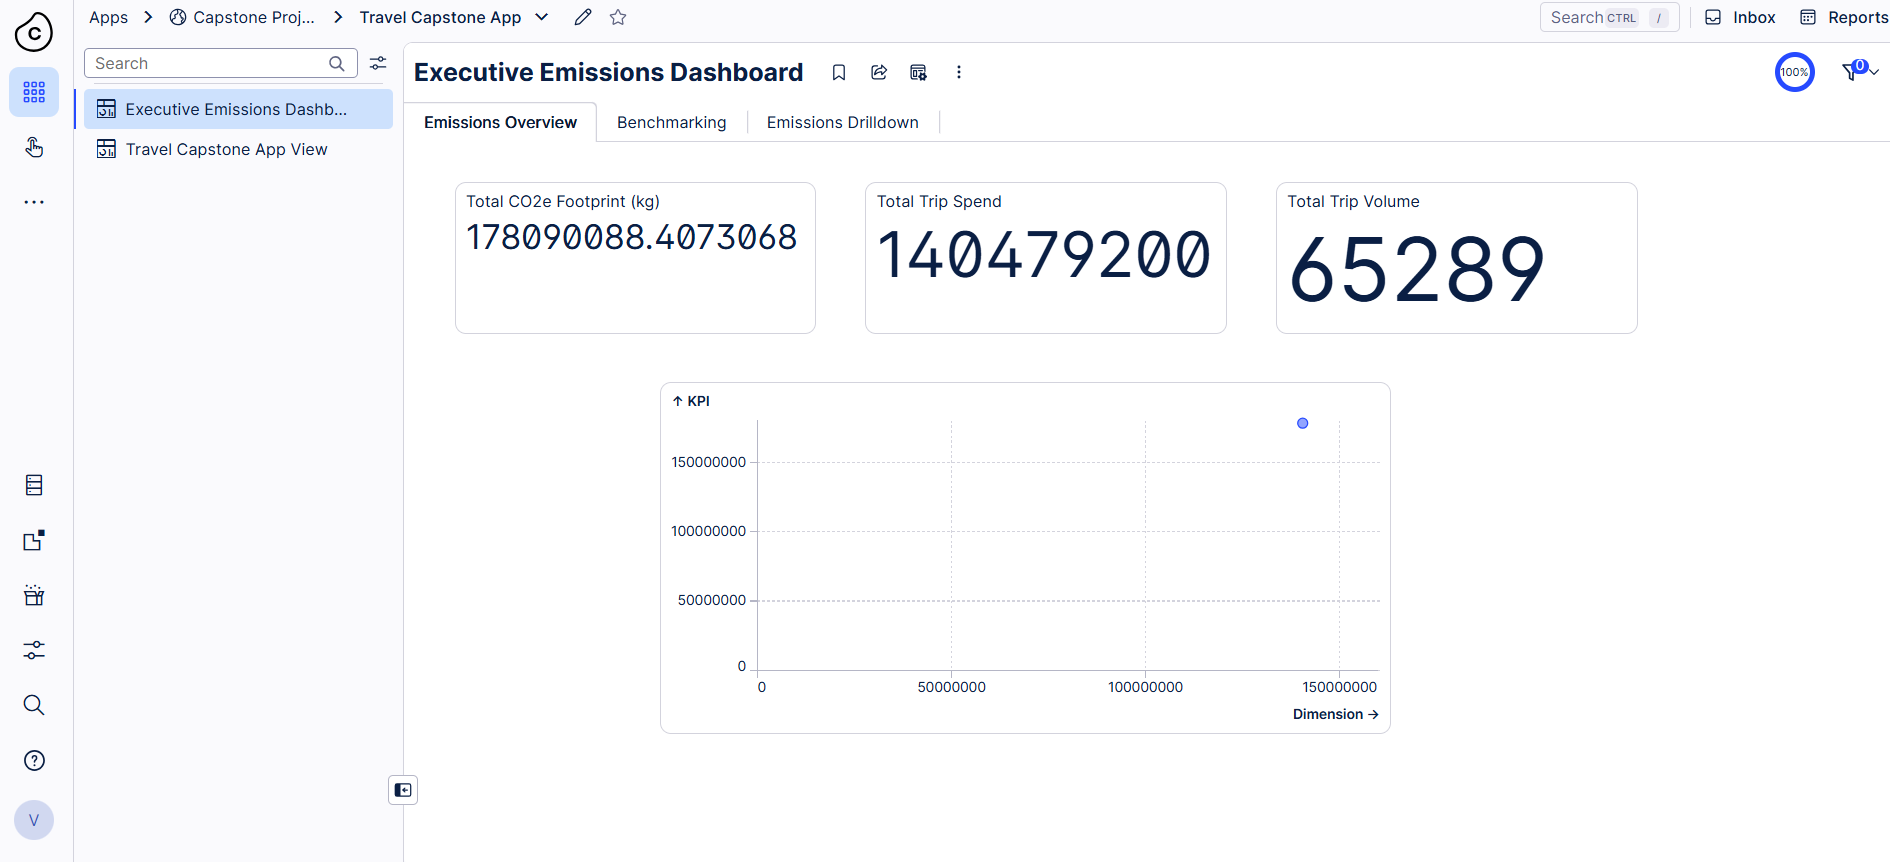 Apps
Capstone Proj...
Travel Capstone App
Search CTRL /
Inbox
Reports
C
Search
Executive Emissions Dashb...
Travel Capstone App View
V
Executive Emissions Dashboard
100%
0
Emissions Overview
Benchmarking
Emissions Drilldown
Total CO2e Footprint (kg)
178090088.4073068
Total Trip Spend
140479200
Total Trip Volume
65289
↑ KPI
150000000
100000000
50000000
0
0
50000000
100000000
150000000
Dimension →